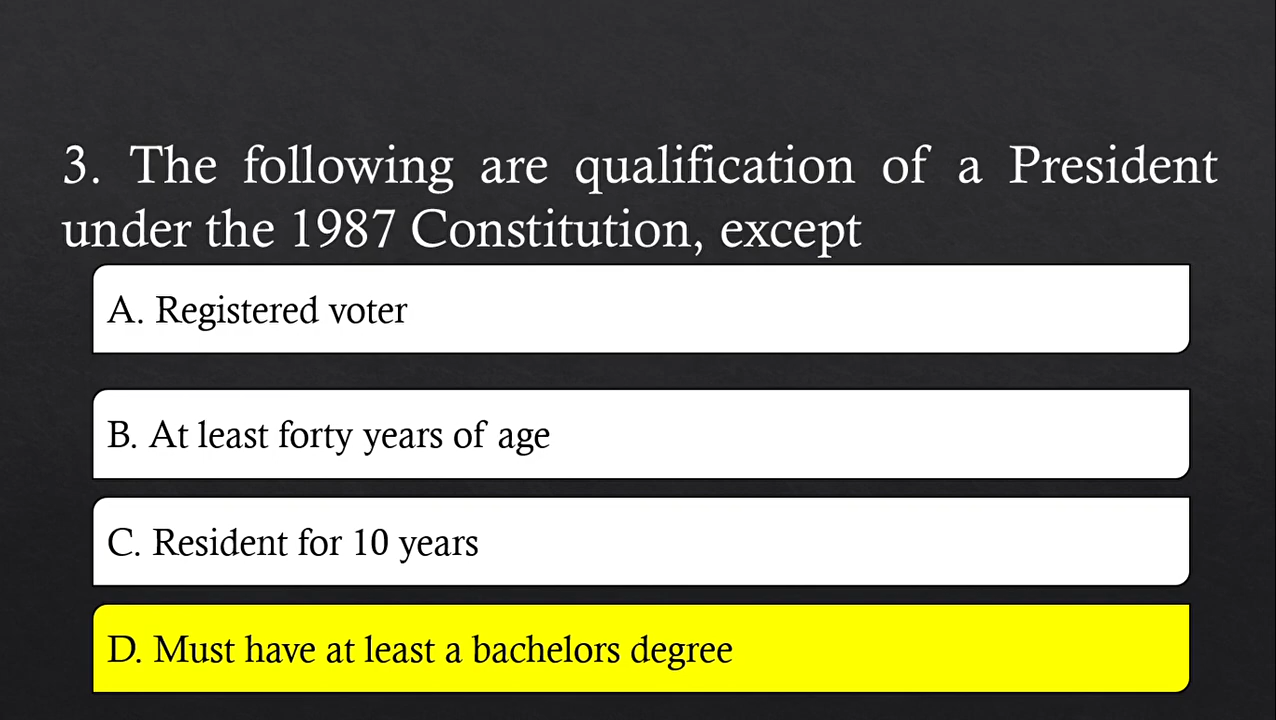 3. The following are qualification of a President
under the 1987 Constitution, except
A. Registered voter
B. At least forty years of age
C. Resident for 10 years
D. Must have at least a bachelors degree